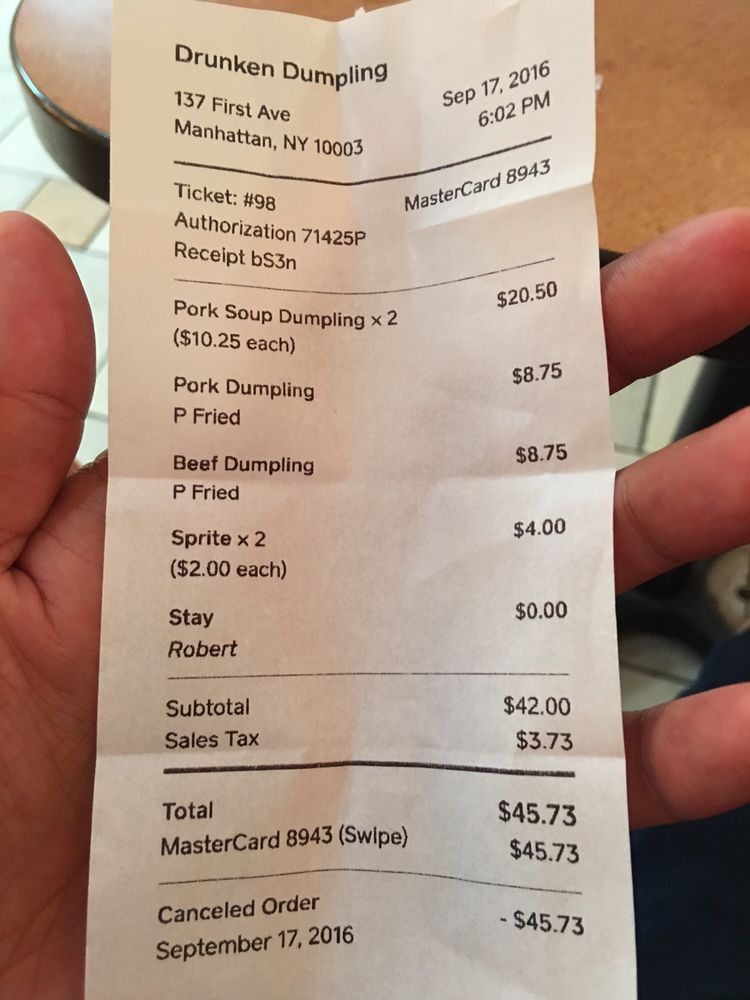 Drunken Dumpling
137 First Ave
Manhattan, NY 10003
Sep 17, 2016
6:02 PM
Ticket: #98
MasterCard 8943
Authorization 71425P
Receipt bS3n
Pork Soup Dumpling x 2 $20.50
($10.25 each)
Pork Dumpling $8.75
P Fried
Beef Dumpling $8.75
P Fried
Sprite x 2 $4.00
($2.00 each)
Stay $0.00
Robert
Subtotal $42.00
Sales Tax $3.73
Total $45.73
MasterCard 8943 (Swipe) $45.73
Canceled Order - $45.73
September 17, 2016